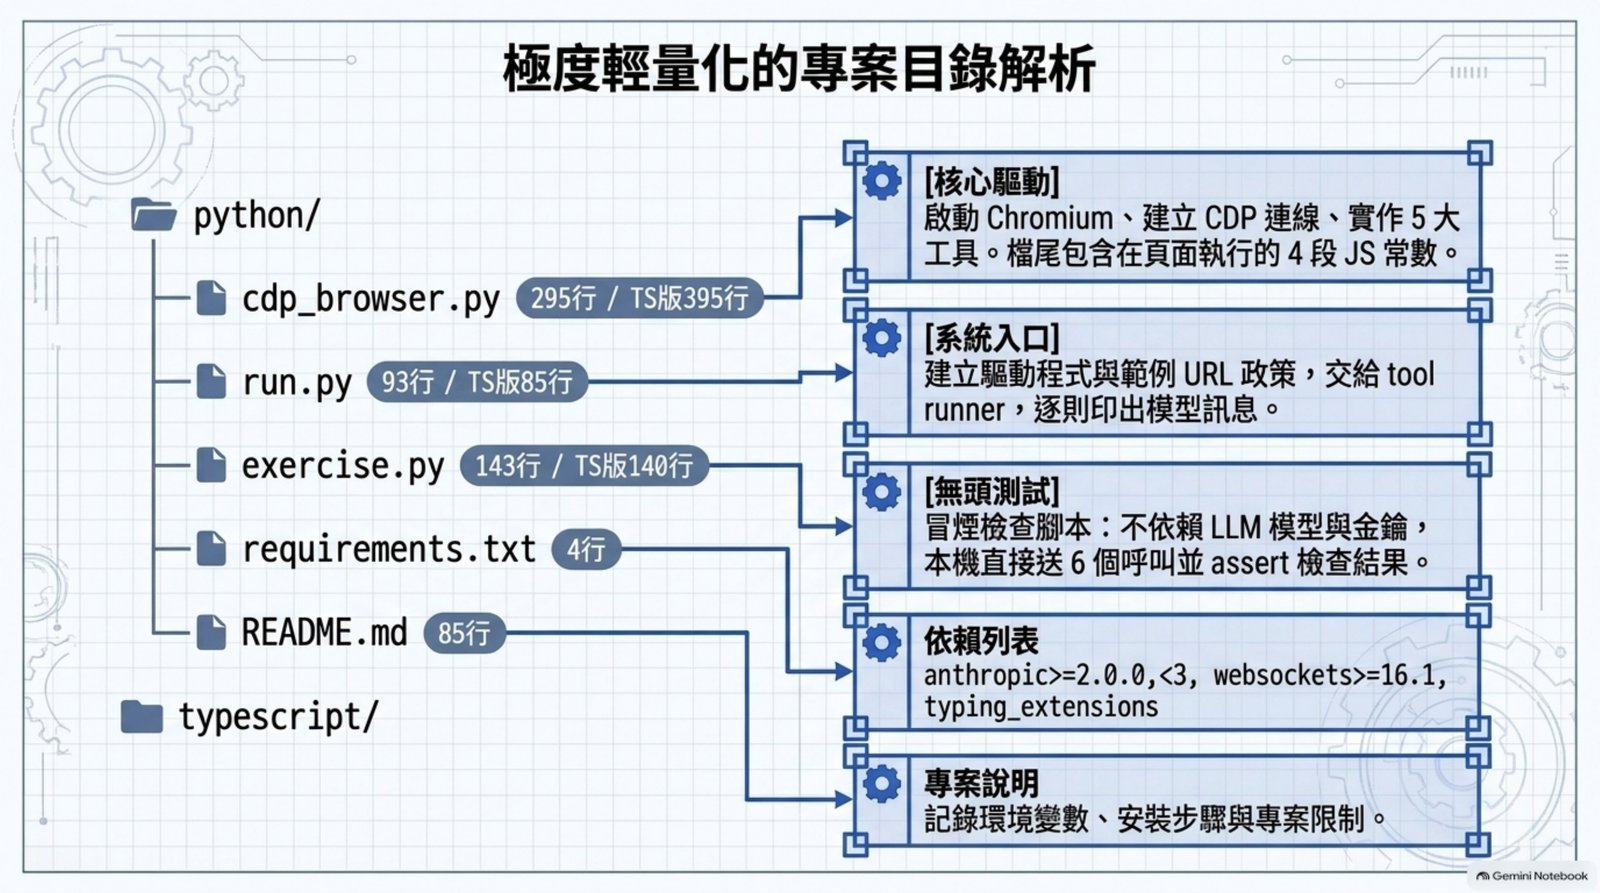 極度輕量化的專案目錄解析
python/
cdp_browser.py 295行 / TS版395行
run.py 93行 / TS版85行
exercise.py 143行 / TS版140行
requirements.txt 4行
README.md 85行
typescript/
[核心驅動]
啟動 Chromium、建立 CDP 連線、實作 5 大
工具。檔尾包含在頁面執行的 4 段 JS 常數。
[系統入口]
建立驅動程式與範例 URL 政策，交給 tool
runner，逐則印出模型訊息。
[無頭測試]
冒煙檢查腳本：不依賴 LLM 模型與金鑰，
本機直接送 6 個呼叫並 assert 檢查結果。
依賴列表
anthropic>=2.0.0,<3, websockets>=16.1,
typing_extensions
專案說明
記錄環境變數、安裝步驟與專案限制。
Gemini Notebook